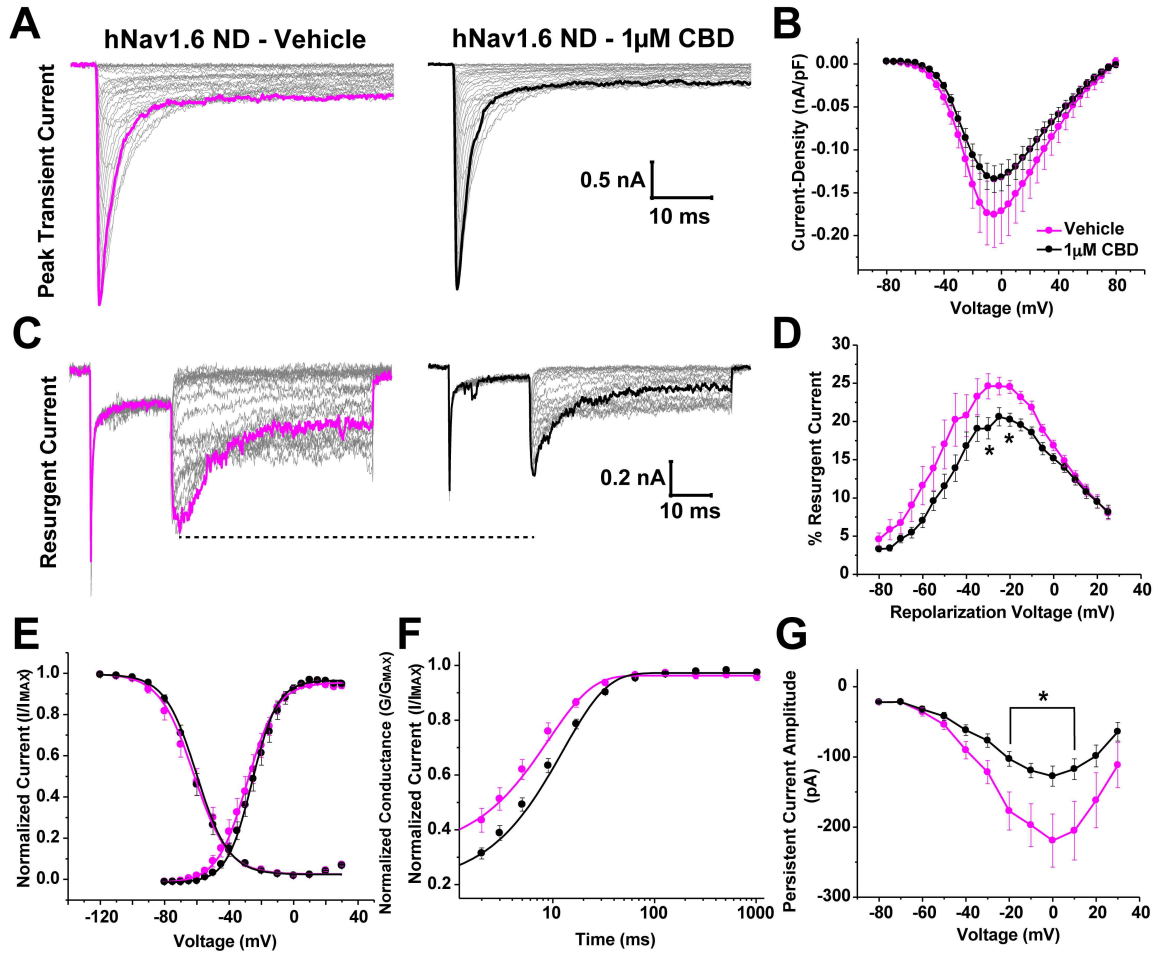 A
hNav1.6 ND - Vehicle
hNav1.6 ND - 1µM CBD
Peak Transient Current
0.5 nA
10 ms
B
Current-Density (nA/pF)
0.00
-0.05
-0.10
-0.15
-0.20
Vehicle
1µM CBD
-80
-40
0
40
80
Voltage (mV)
C
Resurgent Current
0.2 nA
10 ms
D
% Resurgent Current
30
25
20
15
10
5
0
*
*
-80
-60
-40
-20
0
20
40
Repolarization Voltage (mV)
E
Normalized Current (I/IMAX)
1.0
0.8
0.6
0.4
0.2
0.0
Normalized Conductance (G/GMAX)
-120
-80
-40
0
40
Voltage (mV)
F
Normalized Current (I/IMAX)
1.0
0.8
0.6
0.4
0.2
10
100
1000
Time (ms)
G
Persistent Current Amplitude
(pA)
0
-100
-200
-300
*
-80
-60
-40
-20
0
20
40
Voltage (mV)